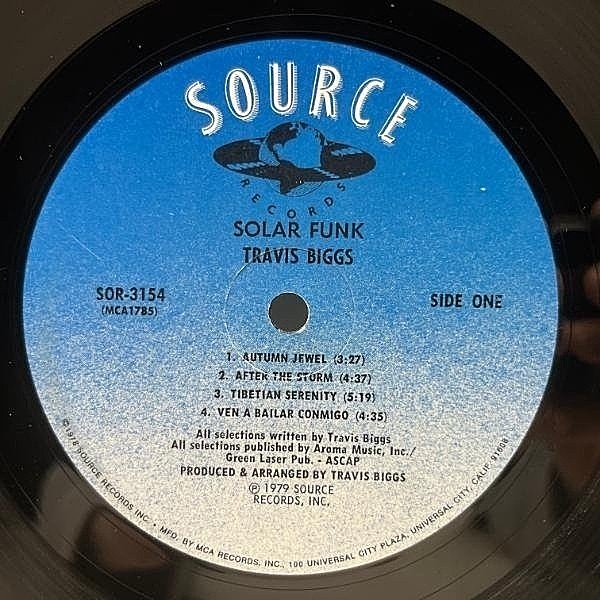 SOURCE
RECORDS
SOLAR FUNK
TRAVIS BIGGS
SOR-3154
(MCA1785)
SIDE ONE
1. AUTUMN JEWEL (3:27)
2. AFTER THE STORM (4:37)
3. TIBETIAN SERENITY (5:19)
4. VEN A BAILAR CONMIGO (4:35)
All selections written by Travis Biggs
All selections published by Aroma Music, Inc./
Green Laser Pub. - ASCAP
PRODUCED & ARRANGED BY TRAVIS BIGGS
℗ 1979 SOURCE
RECORDS, INC.
©1978 SOURCE RECORDS INC. • MFD. BY MCA RECORDS, INC., 100 UNIVERSAL CITY PLAZA, UNIVERSAL CITY, CALIF. 91608